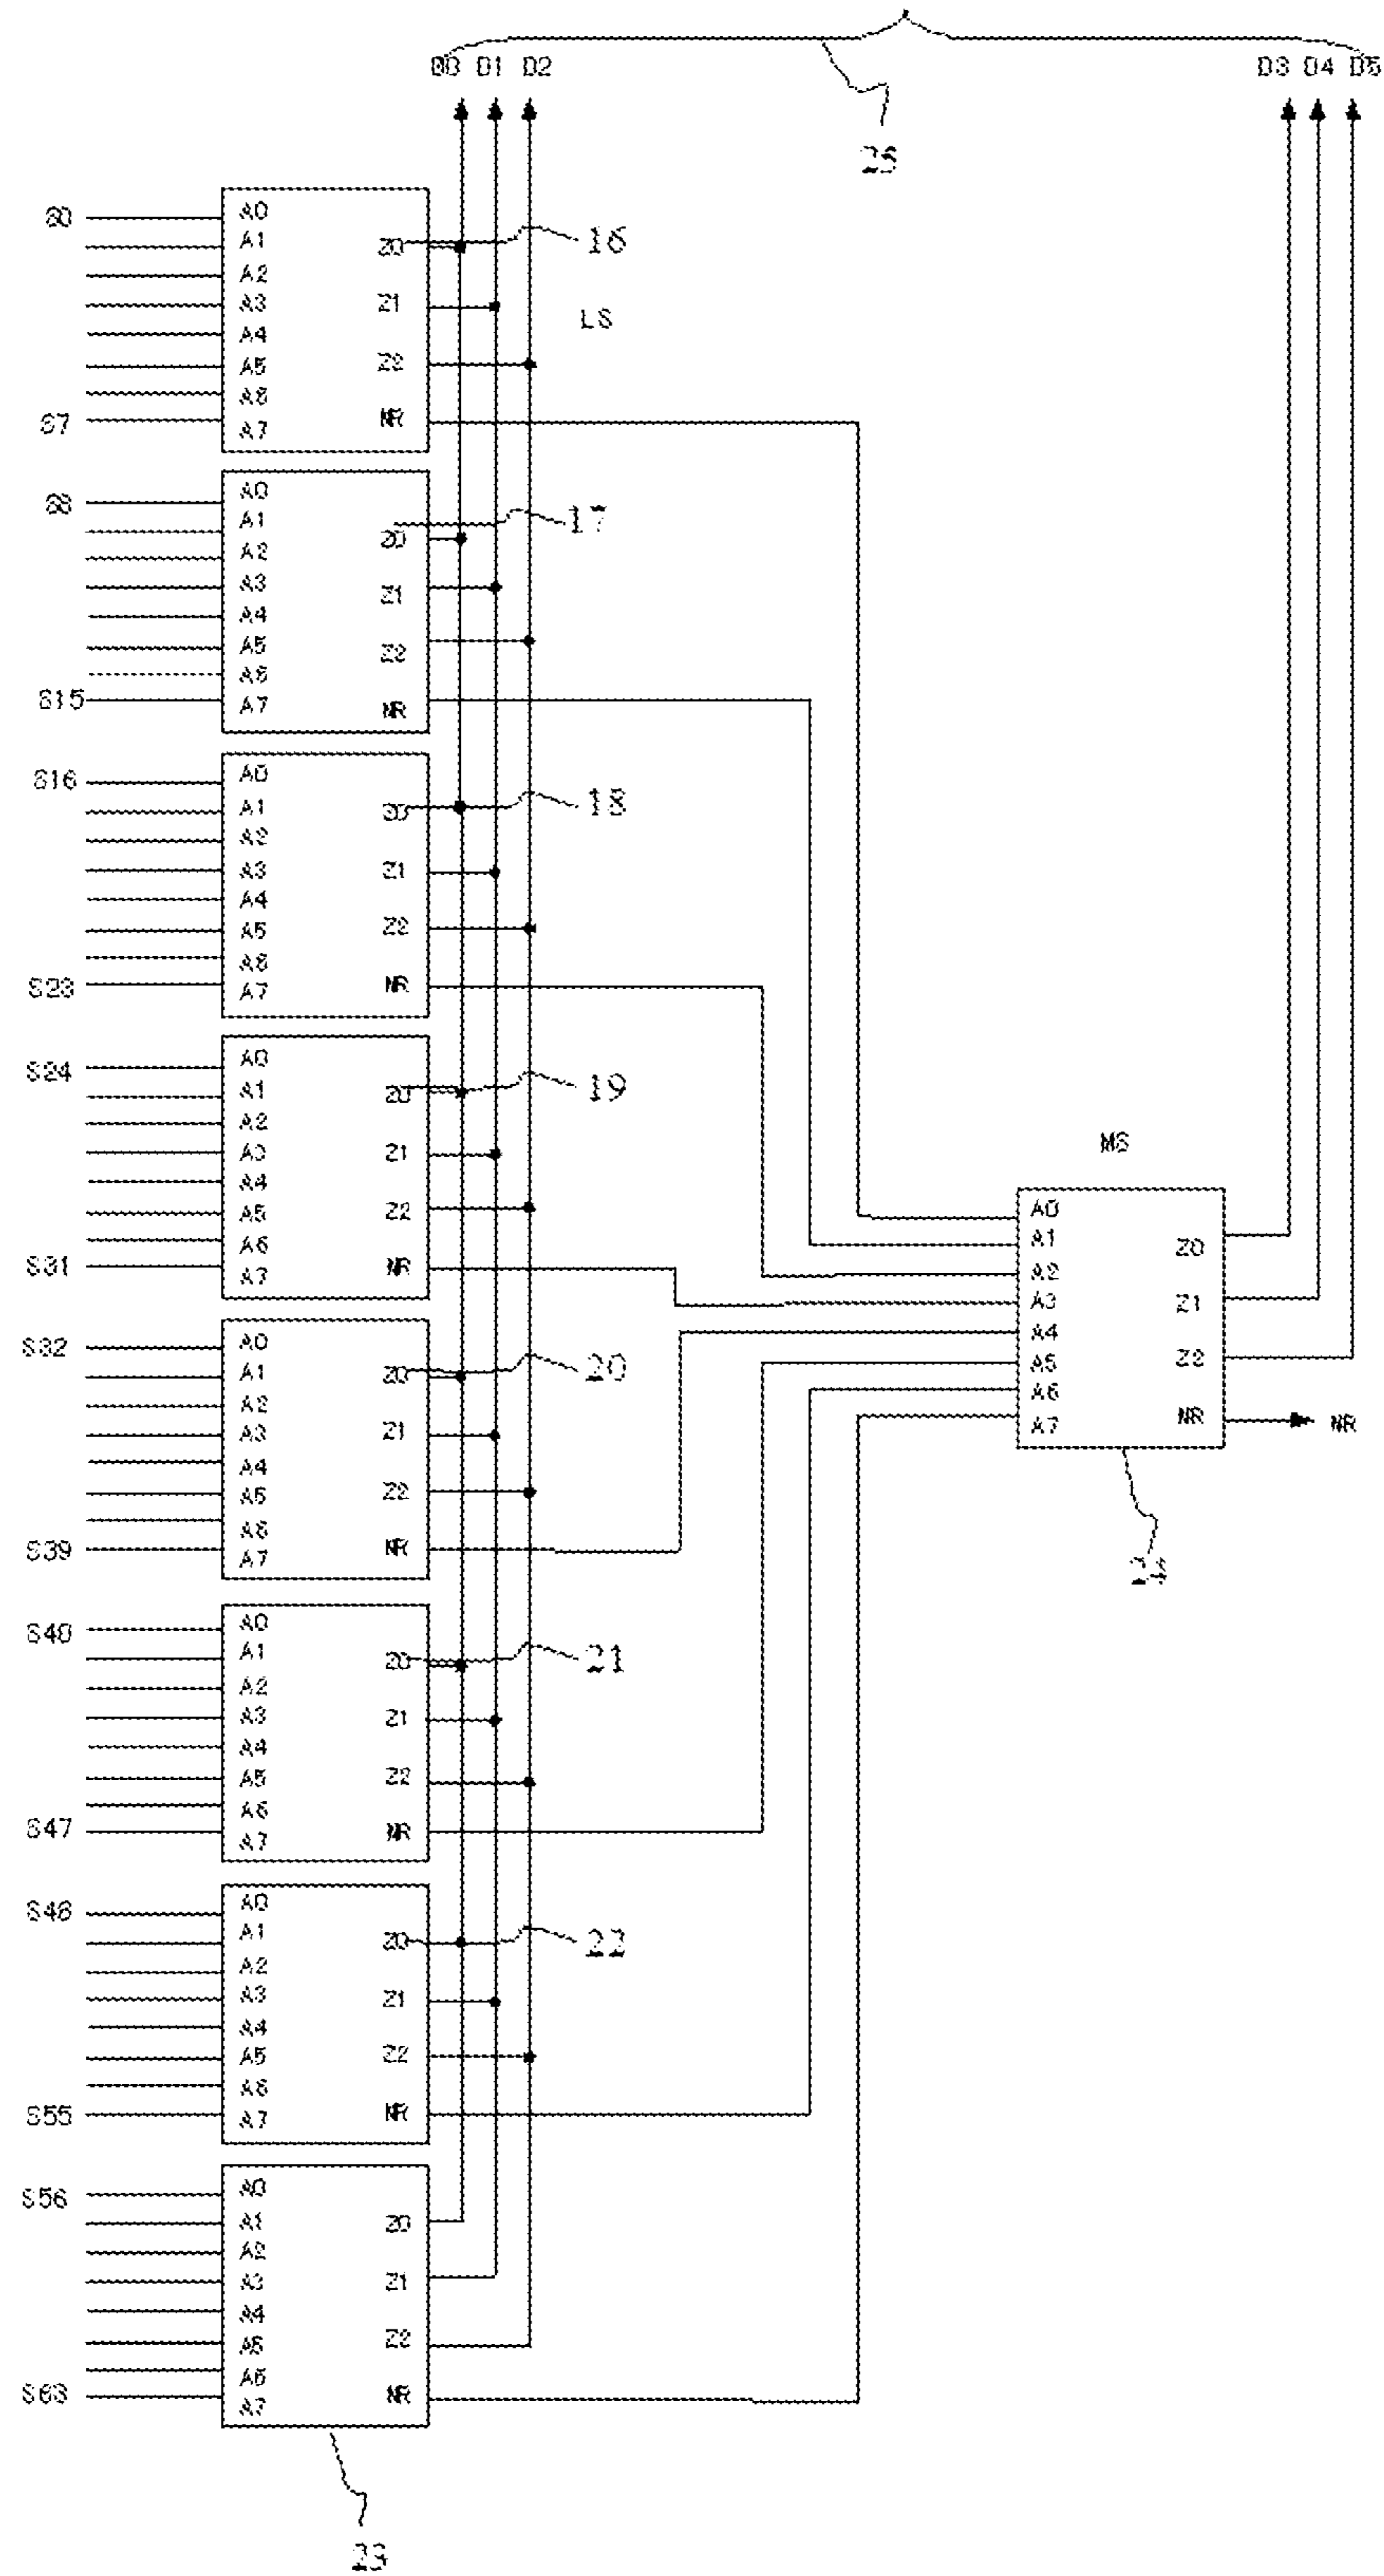 D0 D1 D2 D3 D4 D5
25
S0 A0
A1 Z0 16
A2
A3 Z1 LS
A4
A5 Z2
A6
S7 A7 NR
S8 A0
A1 17
A2 Z0
A3 Z1
A4
A5 Z2
A6
S15 A7 NR
S16 A0
A1 Z0 18
A2
A3 Z1
A4
A5 Z2
A6
S23 A7 NR
S24 A0
A1 Z0 19
A2
A3 Z1
A4
A5 Z2
A6
S31 A7 NR
MS
A0
A1 Z0
A2
A3 Z1
A4
A5 Z2
A6
A7 NR NR
24
S32 A0
A1 Z0 20
A2
A3 Z1
A4
A5 Z2
A6
S39 A7 NR
S40 A0
A1 Z0 21
A2
A3 Z1
A4
A5 Z2
A6
S47 A7 NR
S48 A0
A1 Z0 22
A2
A3 Z1
A4
A5 Z2
A6
S55 A7 NR
S56 A0
A1 Z0
A2
A3 Z1
A4
A5 Z2
A6
S63 A7 NR
23